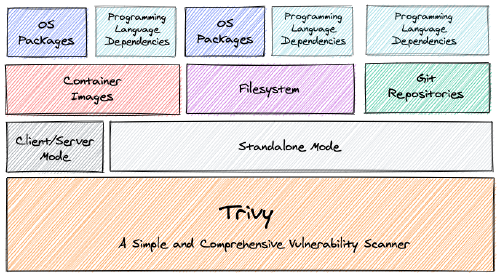 OS
Packages
Programming
Language
Dependencies
OS
Packages
Programming
Language
Dependencies
Programming
Language
Dependencies
Container
Images
Filesystem
Git
Repositories
Client/Server
Mode
Standalone Mode
Trivy
A Simple and Comprehensive Vulnerability Scanner